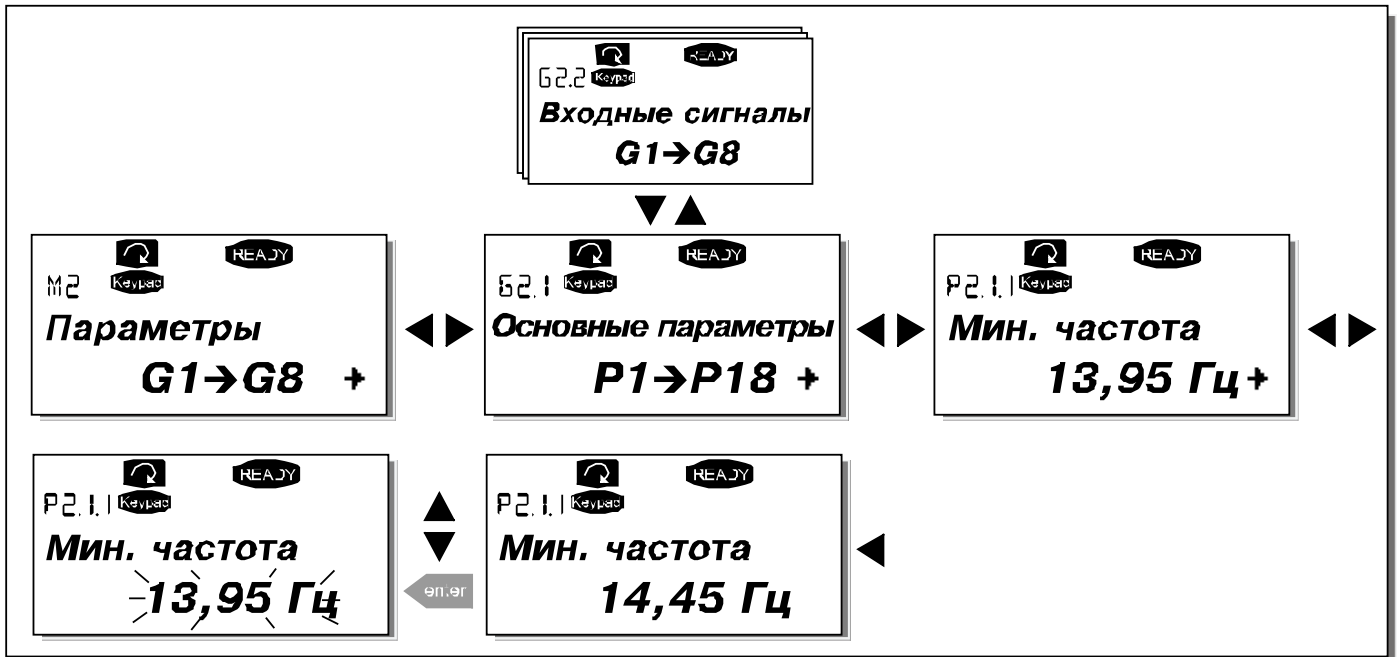 READY
G2.2 Keypad
Входные сигналы
G1→G8
READY
M2 Keypad
Параметры
G1→G8
READY
G2.1 Keypad
Основные параметры
P1→P18
READY
P2.1.1 Keypad
Мин. частота
13,95 Гц
READY
P2.1.1 Keypad
Мин. частота
13,95 Гц
enter
READY
P2.1.1 Keypad
Мин. частота
14,45 Гц